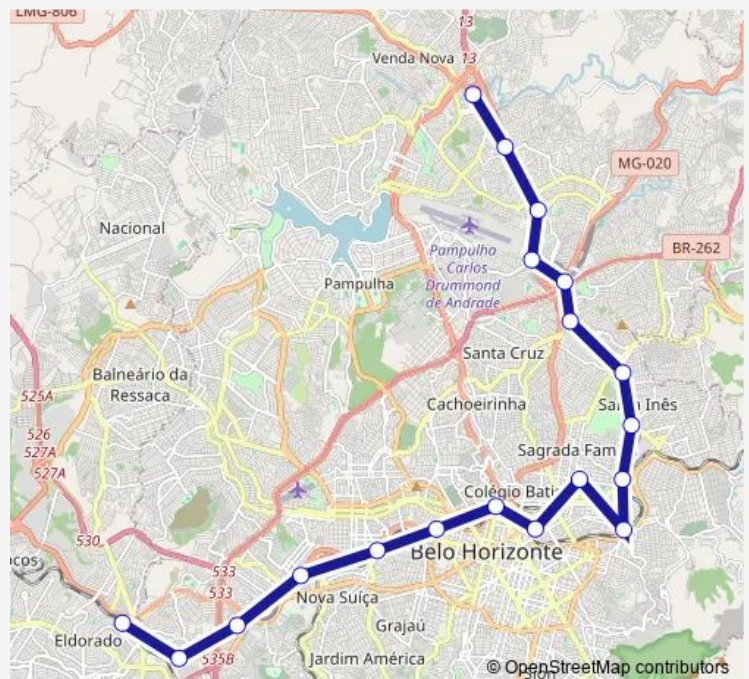 LMG-806
13
Venda Nova
13
MG-020
Nacional
BR-262
Pampulha
- Carlos
Drummond
de Andrade
Pampulha
Santa Cruz
Balneário da
Ressaca
525A
Cachoeirinha
526
527A
527A
Sagrada Fam
Colégio Bati
530
Belo Horizonte
533
533
Nova Suíça
Grajaú
Eldorado
535B
Jardim América
© OpenStreetMap contributors